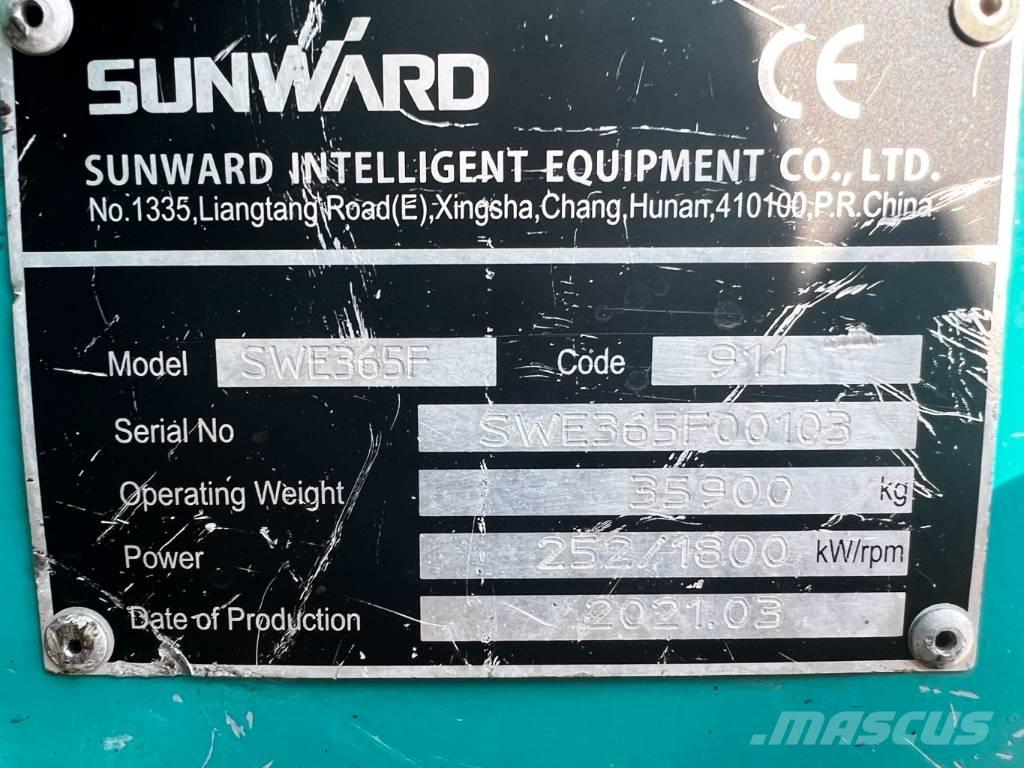 SUNWARD CE
SUNWARD INTELLIGENT EQUIPMENT CO., LTD.
No.1335,Liangtang Road(E),Xingsha,Chang,Hunan,410100,P.R.China
Model SWE365F Code 911
Serial No SWE365F00103
Operating Weight 35900 kg
Power 252/1800 kW/rpm
Date of Production 2021.03
MASCUS